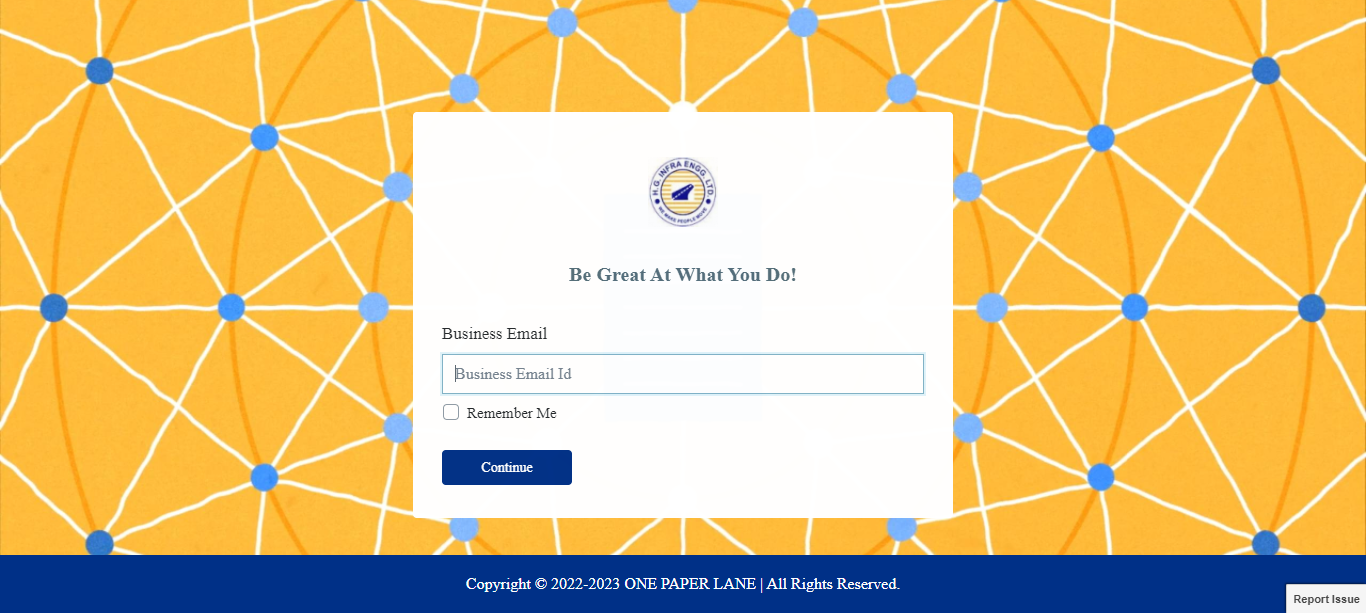 H.G. INFRA ENGG. LTD.
WE MAKE PEOPLE MOVE
Be Great At What You Do!
Business Email
Business Email Id
Remember Me
Continue
Copyright © 2022-2023 ONE PAPER LANE | All Rights Reserved.
Report Issue